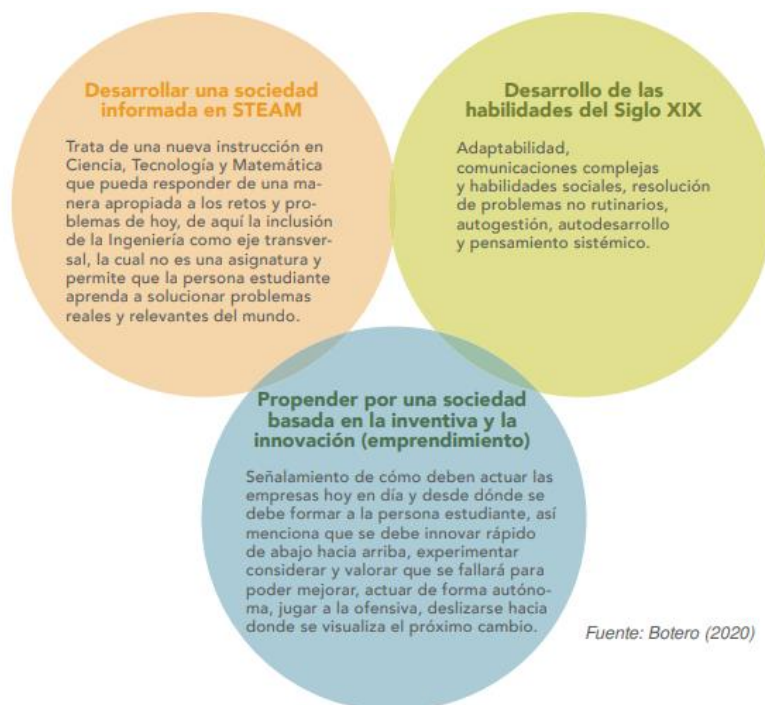 Desarrollar una sociedad
informada en STEAM
Trata de una nueva instrucción en
Ciencia, Tecnología y Matemática
que pueda responder de una ma-
nera apropiada a los retos y pro-
blemas de hoy, de aquí la inclusión
de la Ingeniería como eje transver-
sal, la cual no es una asignatura y
permite que la persona estudiante
aprenda a solucionar problemas
reales y relevantes del mundo.
Desarrollo de las
habilidades del Siglo XIX
Adaptabilidad,
comunicaciones complejas
y habilidades sociales, resolución
de problemas no rutinarios,
autogestión, autodesarrollo
y pensamiento sistémico.
Propender por una sociedad
basada en la inventiva y la
innovación (emprendimiento)
Señalamiento de cómo deben actuar las
empresas hoy en día y desde dónde se
debe formar a la persona estudiante, así
menciona que se debe innovar rápido
de abajo hacia arriba, experimentar
considerar y valorar que se fallará para
poder mejorar, actuar de forma autóno-
ma, jugar a la ofensiva, deslizarse hacia
donde se visualiza el próximo cambio.
Fuente: Botero (2020)